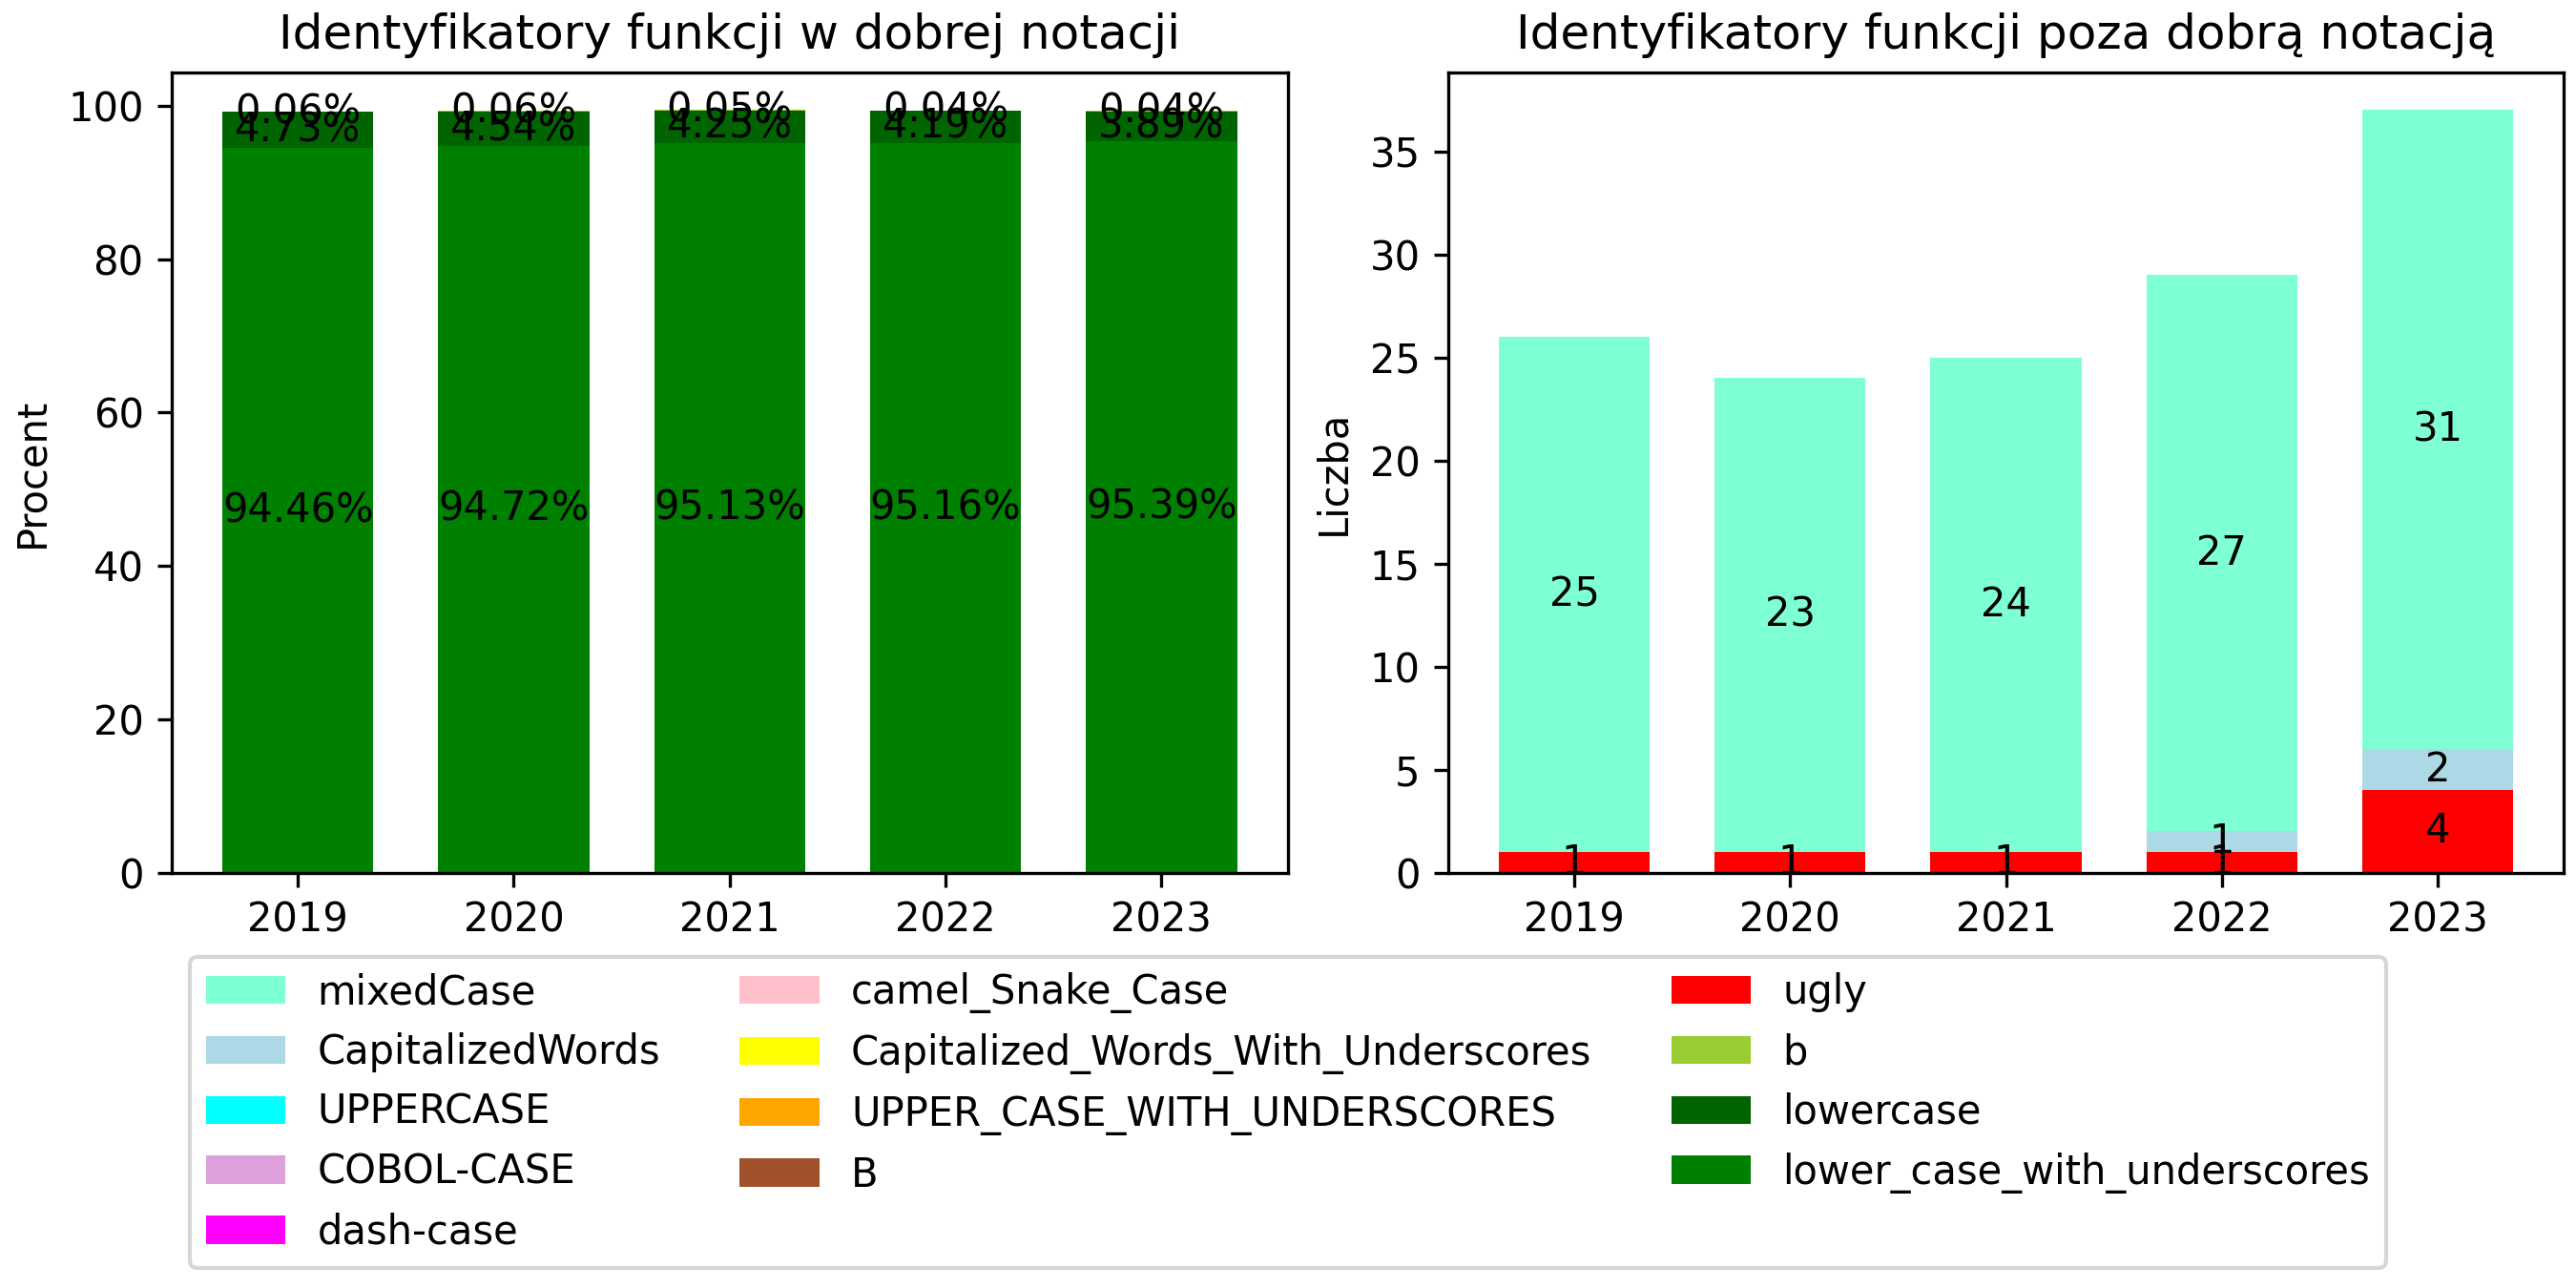 Identyfikatory funkcji w dobrej notacji
Procent
100
80
60
40
20
0
0.06% 0.06% 0.05% 0.04% 0.04%
4.73% 4.54% 4.25% 4.19% 3.89%
94.46% 94.72% 95.13% 95.16% 95.39%
2019 2020 2021 2022 2023
Identyfikatory funkcji poza dobrą notacją
Liczba
35
30
25
20
15
10
5
0
25 23 24 27 31
1 2
1 1 1 1 4
2019 2020 2021 2022 2023
mixedCase
CapitalizedWords
UPPERCASE
COBOL-CASE
dash-case
camel_Snake_Case
Capitalized_Words_With_Underscores
UPPER_CASE_WITH_UNDERSCORES
B
ugly
b
lowercase
lower_case_with_underscores